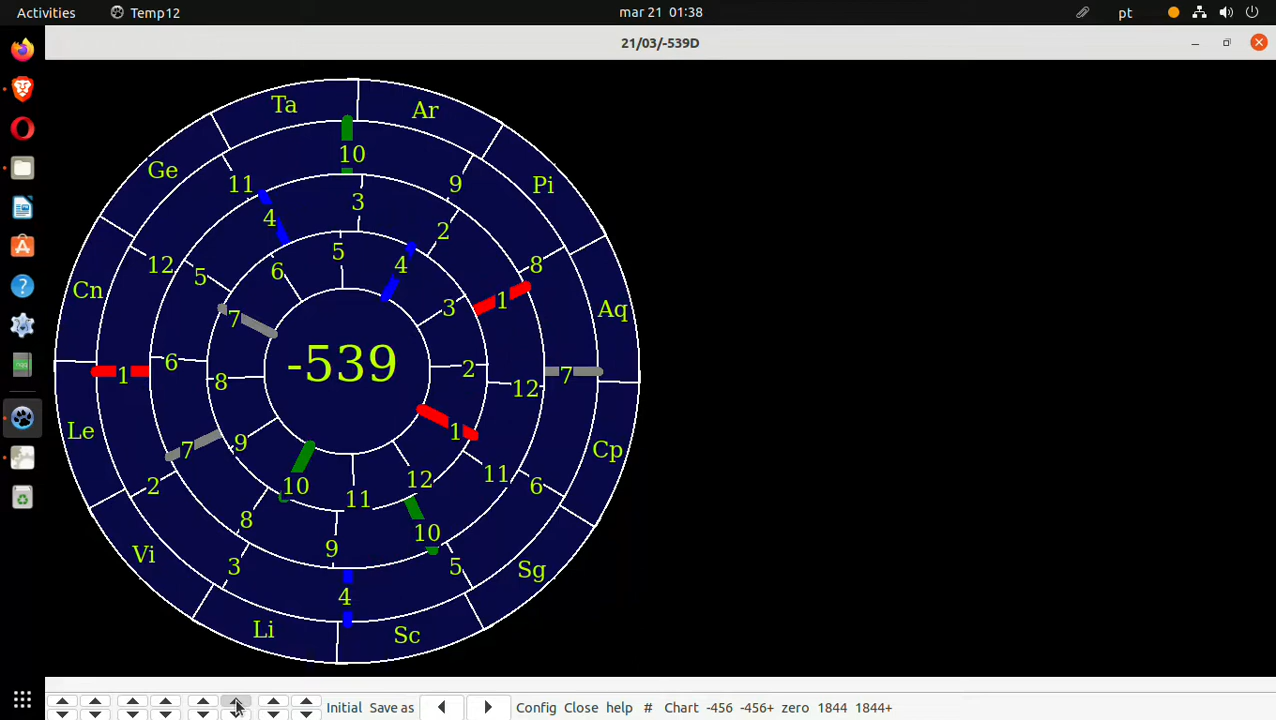 Activities Temp12 mar 21 01:38 pt
21/03/-539D
Ta Ar
10
Ge 11 9 Pi
4 3 2
5 4
Cn 12 5 6 8
7 3 1 Aq
-539
1 6 8 2 12 7
Le 7 9 1 Cp
2 10 11 12 11 6
8 9 10
Vi 3 5 Sg
4
Li Sc
Initial Save as Config Close help # Chart -456 -456+ zero 1844 1844+